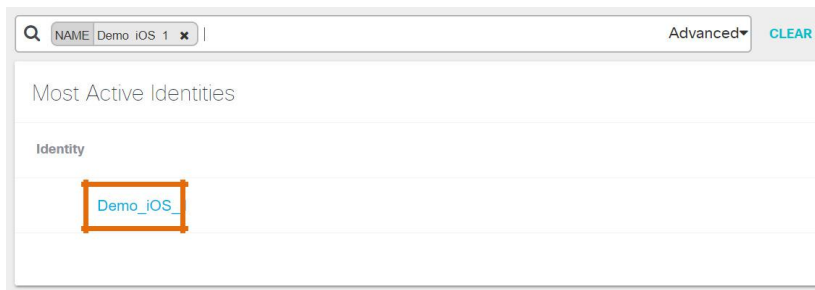 NAME Demo iOS 1 × Advanced CLEAR
Most Active Identities
Identity
Demo_iOS_